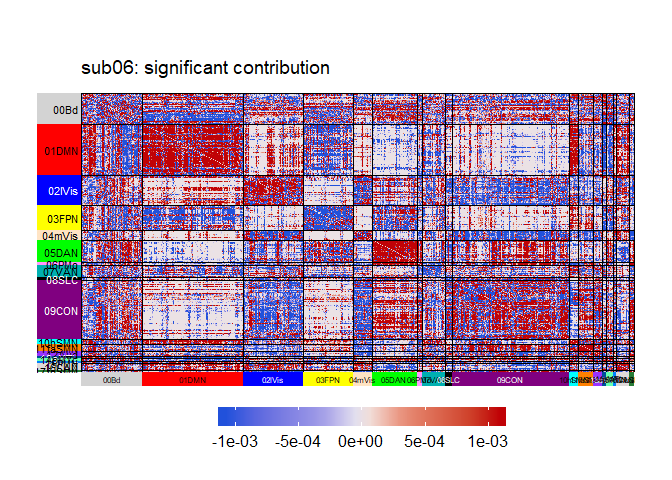 sub06: significant contribution
00Bd
01DMN
02lVis
03FPN
04mVis
05DAN
07VAN
08SLC
09CON
00Bd 01DMN 02lVis 03FPN 04mVis 05DAN 08SLC 09CON
-1e-03 -5e-04 0e+00 5e-04 1e-03